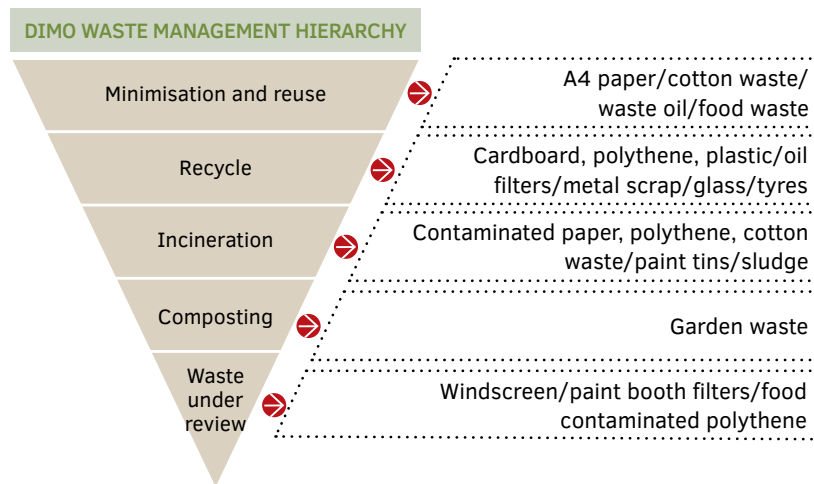 DIMO WASTE MANAGEMENT HIERARCHY
Minimisation and reuse
A4 paper/cotton waste/
waste oil/food waste
Recycle
Cardboard, polythene, plastic/oil
filters/metal scrap/glass/tyres
Incineration
Contaminated paper, polythene, cotton
waste/paint tins/sludge
Composting
Garden waste
Waste
under
review
Windscreen/paint booth filters/food
contaminated polythene